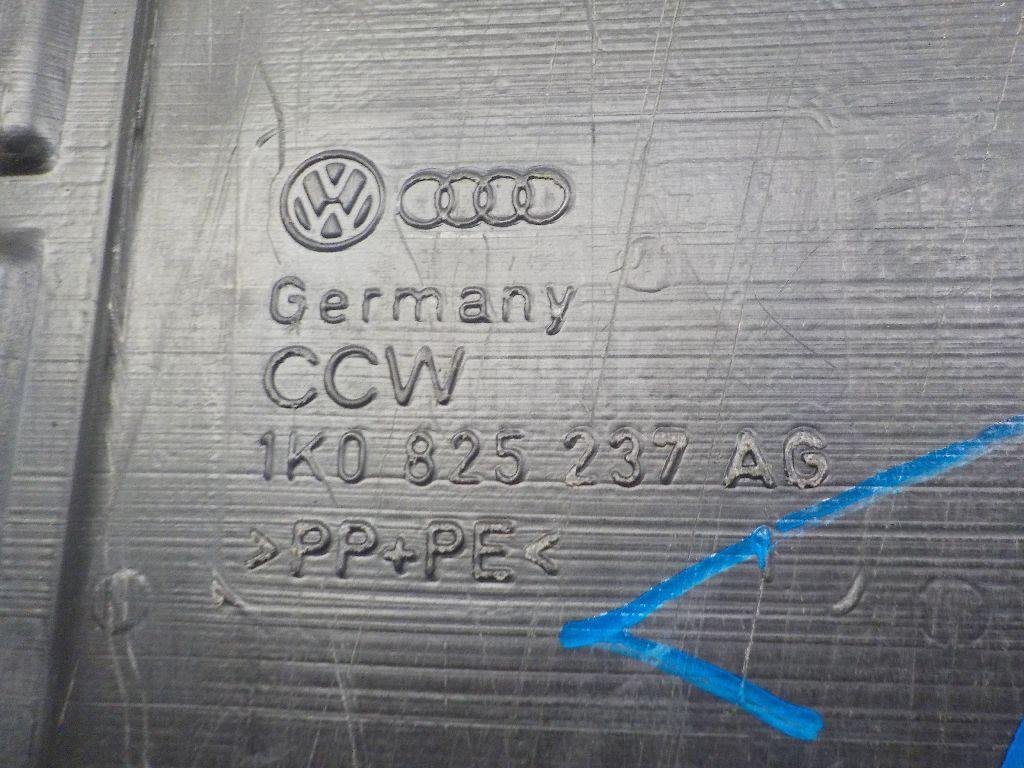 Germany
CCW
1K0 825 237 AG
>PP+PE<